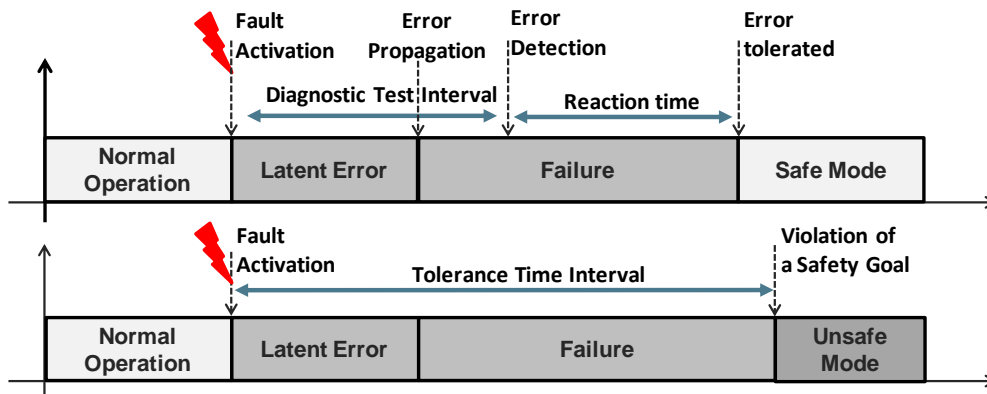 Fault
Activation
Error
Propagation
Error
Detection
Error
tolerated
Diagnostic Test Interval
Reaction time
Normal
Operation
Latent Error
Failure
Safe Mode
Fault
Activation
Violation of
a Safety Goal
Tolerance Time Interval
Normal
Operation
Latent Error
Failure
Unsafe
Mode